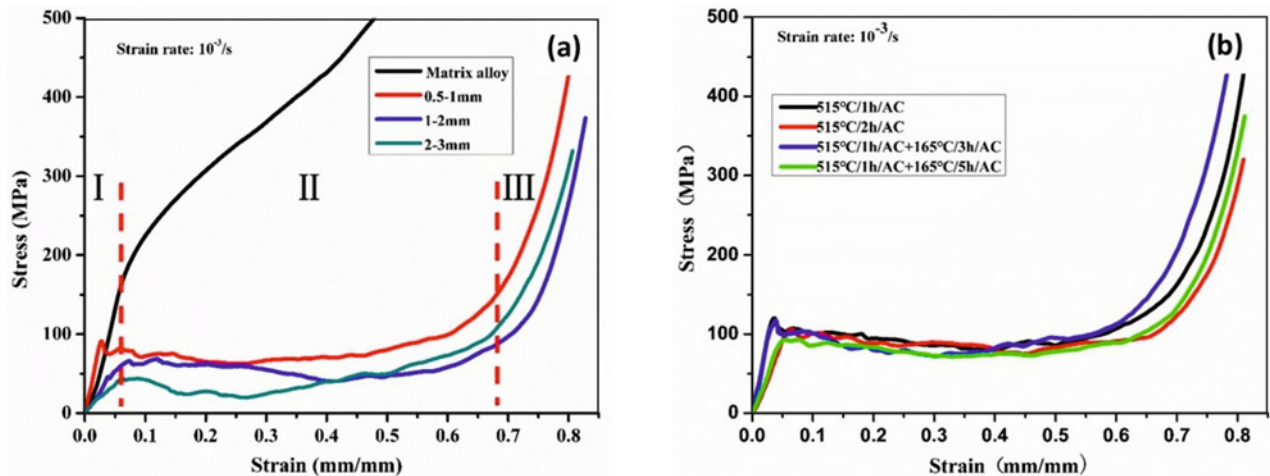 (a)
Strain rate: 10⁻³/s
Matrix alloy
0.5-1mm
1-2mm
2-3mm
I
II
III
500
400
300
200
100
0
Stress (MPa)
0.0 0.1 0.2 0.3 0.4 0.5 0.6 0.7 0.8
Strain (mm/mm)
(b)
Strain rate: 10⁻³/s
515°C/1h/AC
515°C/2h/AC
515°C/1h/AC+165°C/3h/AC
515°C/1h/AC+165°C/5h/AC
500
450
400
350
300
250
200
150
100
50
0
Stress (MPa)
0.0 0.1 0.2 0.3 0.4 0.5 0.6 0.7 0.8
Strain (mm/mm)